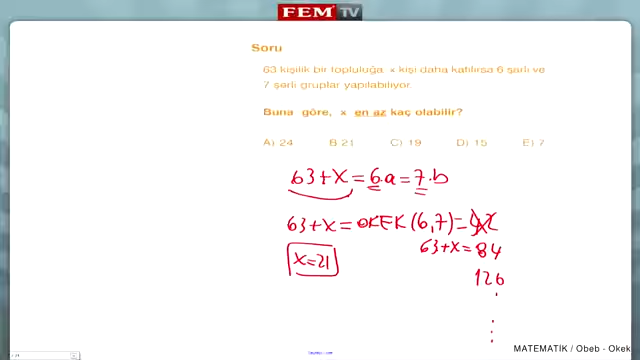 FEM TV
Soru
63 kişilik bir topluluğa x kişi daha katılırsa 6 şarlı ve
7 şerli gruplar yapılabiliyor.
Buna göre, x en az kaç olabilir?
A) 24 B 21 C) 19 D) 15 E) 7
63+x = 6.a = 7.b
63+x = OKEK (6,7) =
63+x = 84
x = 21
126
.
.
.
MATEMATİK / Obeb - Okek